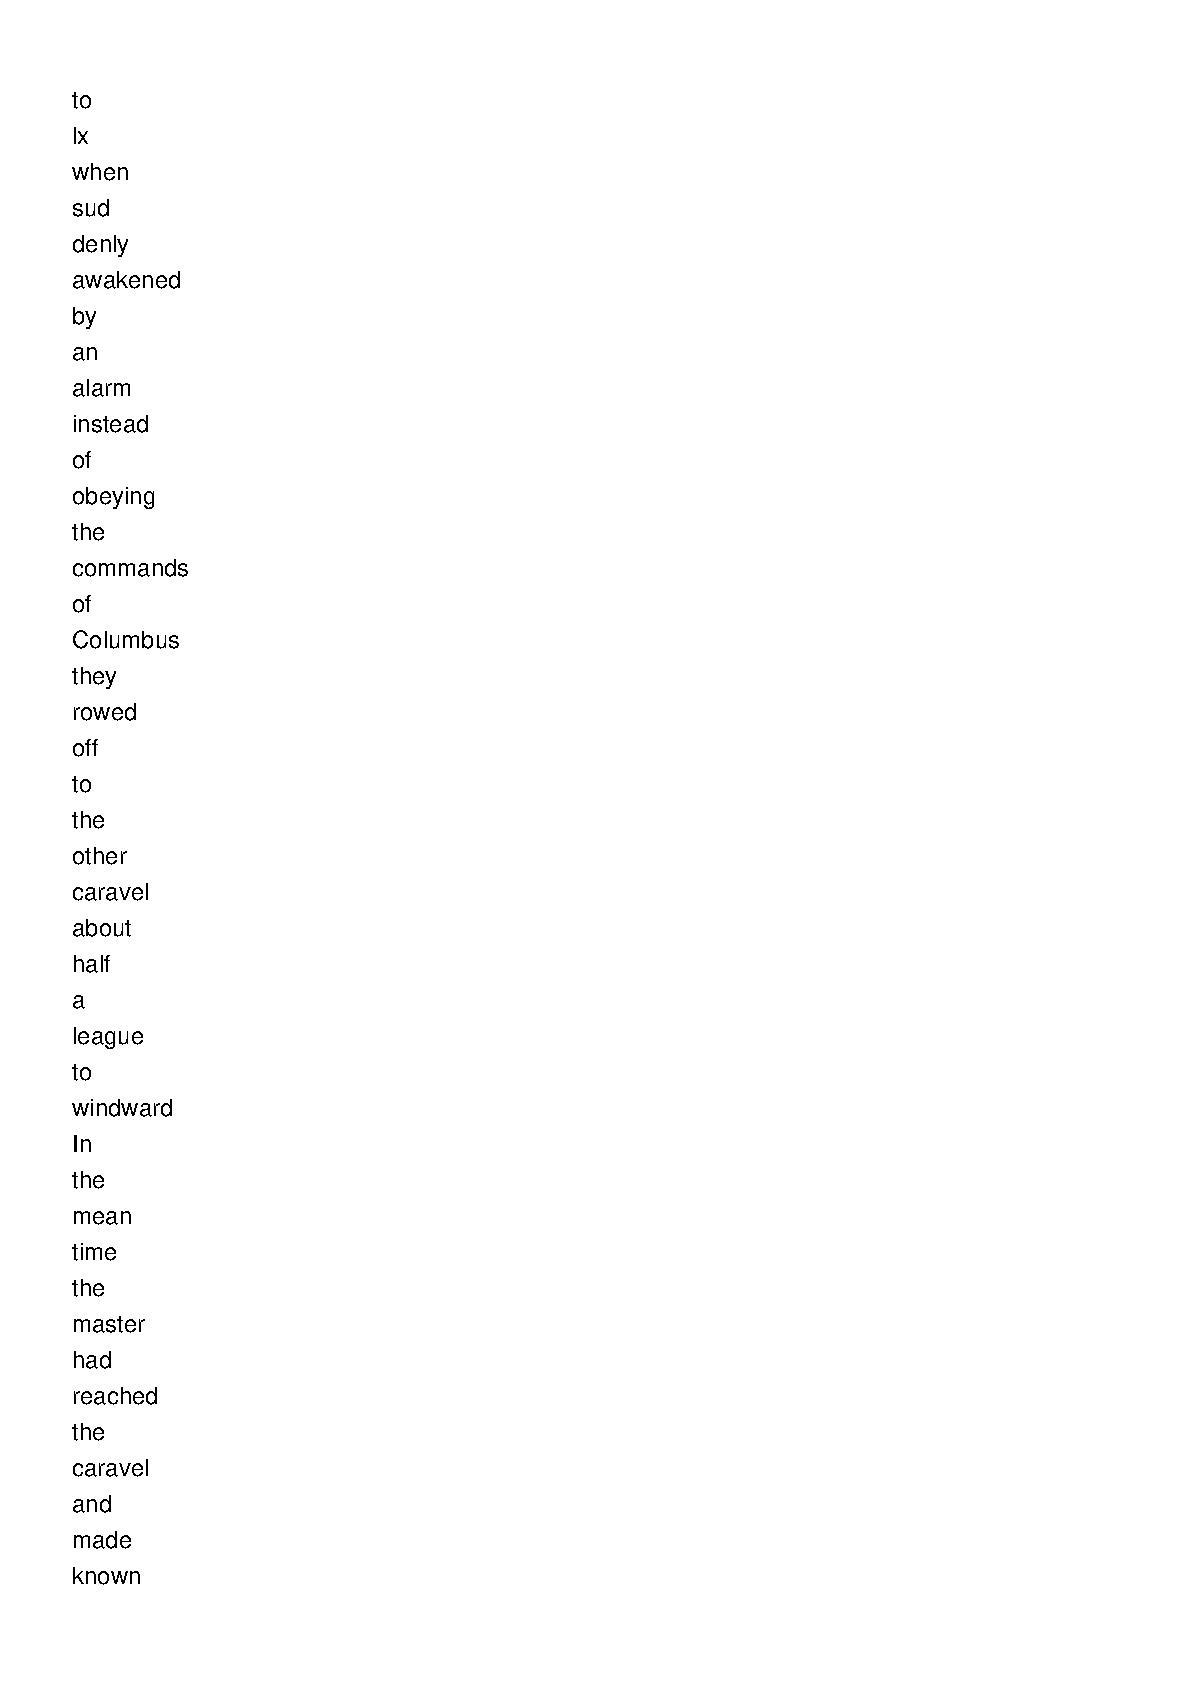 to
lx
when
sud
denly
awakened
by
an
alarm
instead
of
obeying
the
commands
of
Columbus
they
rowed
off
to
the
other
caravel
about
half
a
league
to
windward
In
the
mean
time
the
master
had
reached
the
caravel
and
made
known